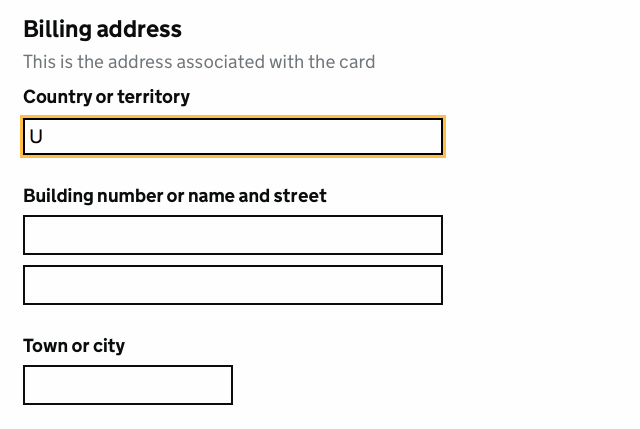 Billing address
This is the address associated with the card
Country or territory
U
Building number or name and street
Town or city